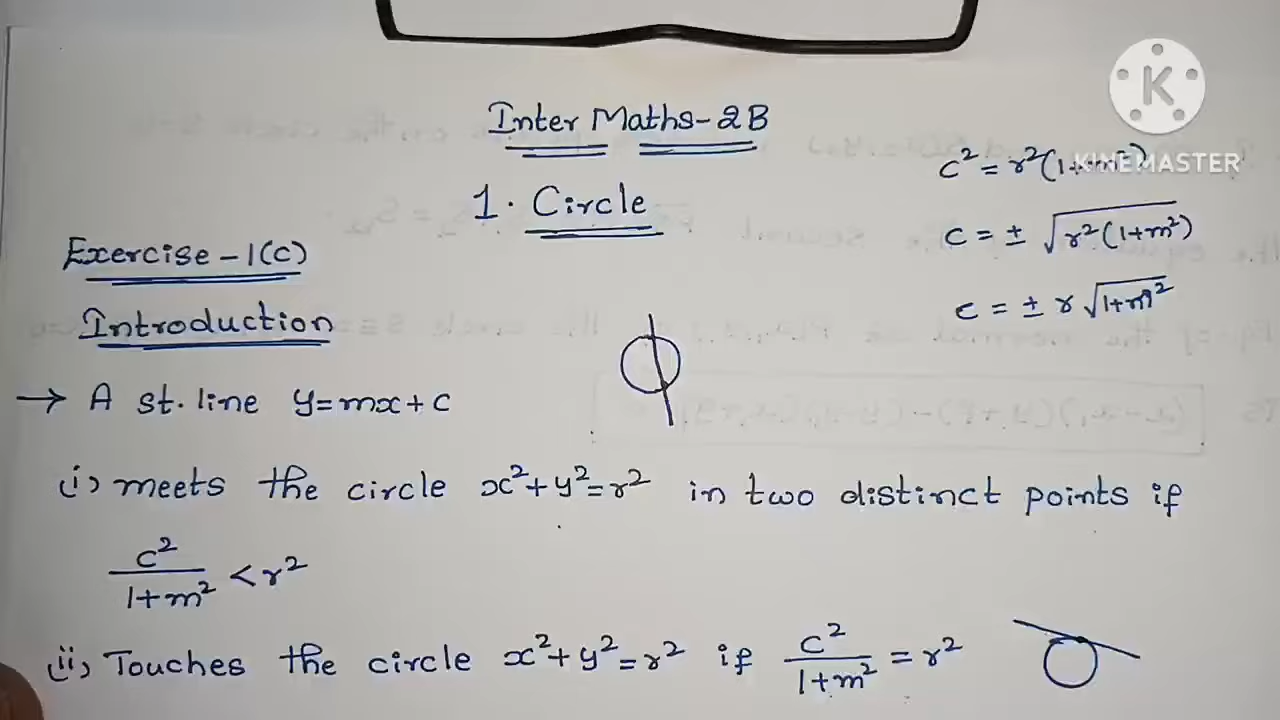 Inter Maths-2B
1. Circle
Exercise-1(c)
Introduction
→ A st. line y=mx+c
(i) meets the circle x²+y²=r² in two distinct points if
c²/1+m² < r²
(ii) Touches the circle x²+y²=r² if c²/1+m² = r²
c² = r²(1+m²)
c = ± √r²(1+m²)
c = ± r √1+m²
K
KINEMASTER